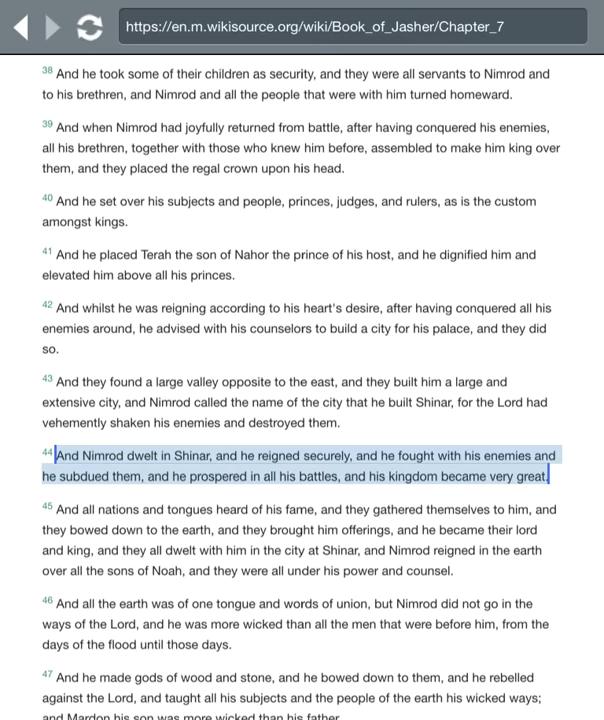 https://en.m.wikisource.org/wiki/Book_of_Jasher/Chapter_7
38 And he took some of their children as security, and they were all servants to Nimrod and
to his brethren, and Nimrod and all the people that were with him turned homeward.
39 And when Nimrod had joyfully returned from battle, after having conquered his enemies,
all his brethren, together with those who knew him before, assembled to make him king over
them, and they placed the regal crown upon his head.
40 And he set over his subjects and people, princes, judges, and rulers, as is the custom
amongst kings.
41 And he placed Terah the son of Nahor the prince of his host, and he dignified him and
elevated him above all his princes.
42 And whilst he was reigning according to his heart's desire, after having conquered all his
enemies around, he advised with his counselors to build a city for his palace, and they did
so.
43 And they found a large valley opposite to the east, and they built him a large and
extensive city, and Nimrod called the name of the city that he built Shinar, for the Lord had
vehemently shaken his enemies and destroyed them.
44 And Nimrod dwelt in Shinar, and he reigned securely, and he fought with his enemies and
he subdued them, and he prospered in all his battles, and his kingdom became very great.
45 And all nations and tongues heard of his fame, and they gathered themselves to him, and
they bowed down to the earth, and they brought him offerings, and he became their lord
and king, and they all dwelt with him in the city at Shinar, and Nimrod reigned in the earth
over all the sons of Noah, and they were all under his power and counsel.
46 And all the earth was of one tongue and words of union, but Nimrod did not go in the
ways of the Lord, and he was more wicked than all the men that were before him, from the
days of the flood until those days.
47 And he made gods of wood and stone, and he bowed down to them, and he rebelled
against the Lord, and taught all his subjects and the people of the earth his wicked ways;
and Mardon his son was more wicked than his father.